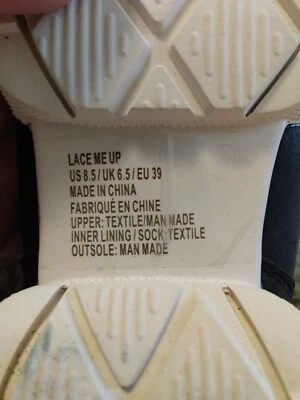 LACE ME UP
US 8.5 / UK 6.5 / EU 39
MADE IN CHINA
FABRIQUÉ EN CHINE
UPPER: TEXTILE/MAN MADE
INNER LINING / SOCK: TEXTILE
OUTSOLE: MAN MADE